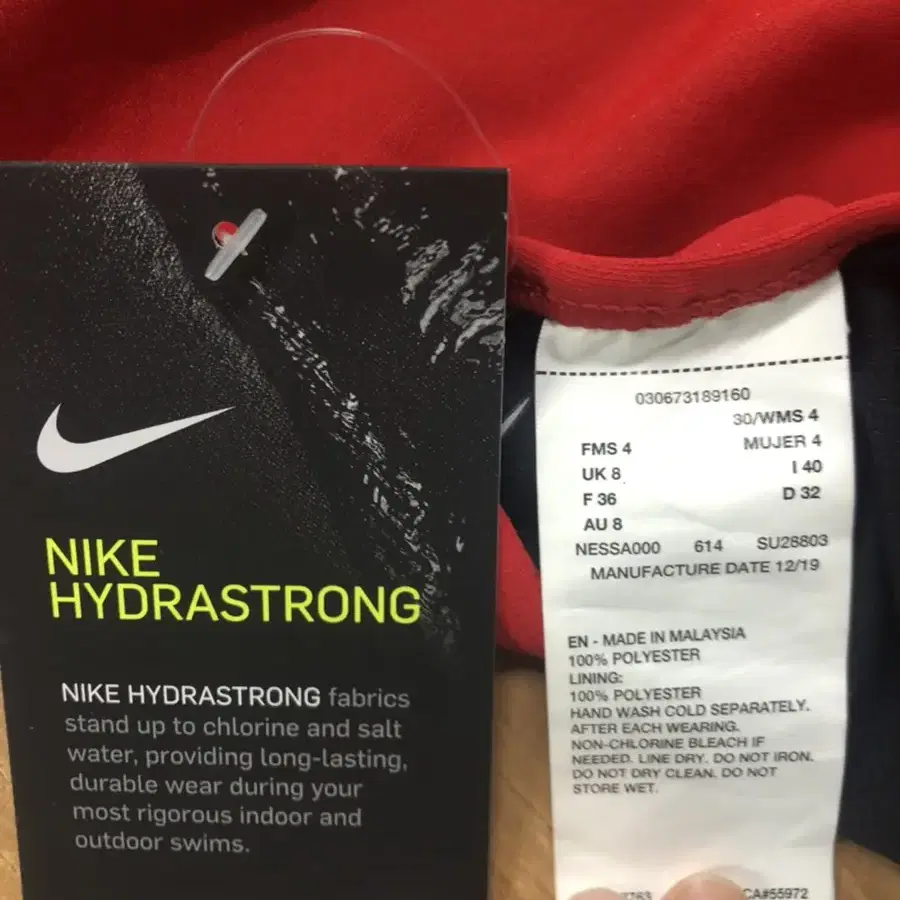 NIKE
HYDRASTRONG
NIKE HYDRASTRONG fabrics
stand up to chlorine and salt
water, providing long-lasting,
durable wear during your
most rigorous indoor and
outdoor swims.
030673189160
30/WMS 4
FMS 4 MUJER 4
UK 8 I 40
F 36 D 32
AU 8
NESSA000 614 SU28803
MANUFACTURE DATE 12/19
EN - MADE IN MALAYSIA
100% POLYESTER
LINING:
100% POLYESTER
HAND WASH COLD SEPARATELY.
AFTER EACH WEARING.
NON-CHLORINE BLEACH IF
NEEDED. LINE DRY. DO NOT IRON.
DO NOT DRY CLEAN. DO NOT
STORE WET.
CA#55972